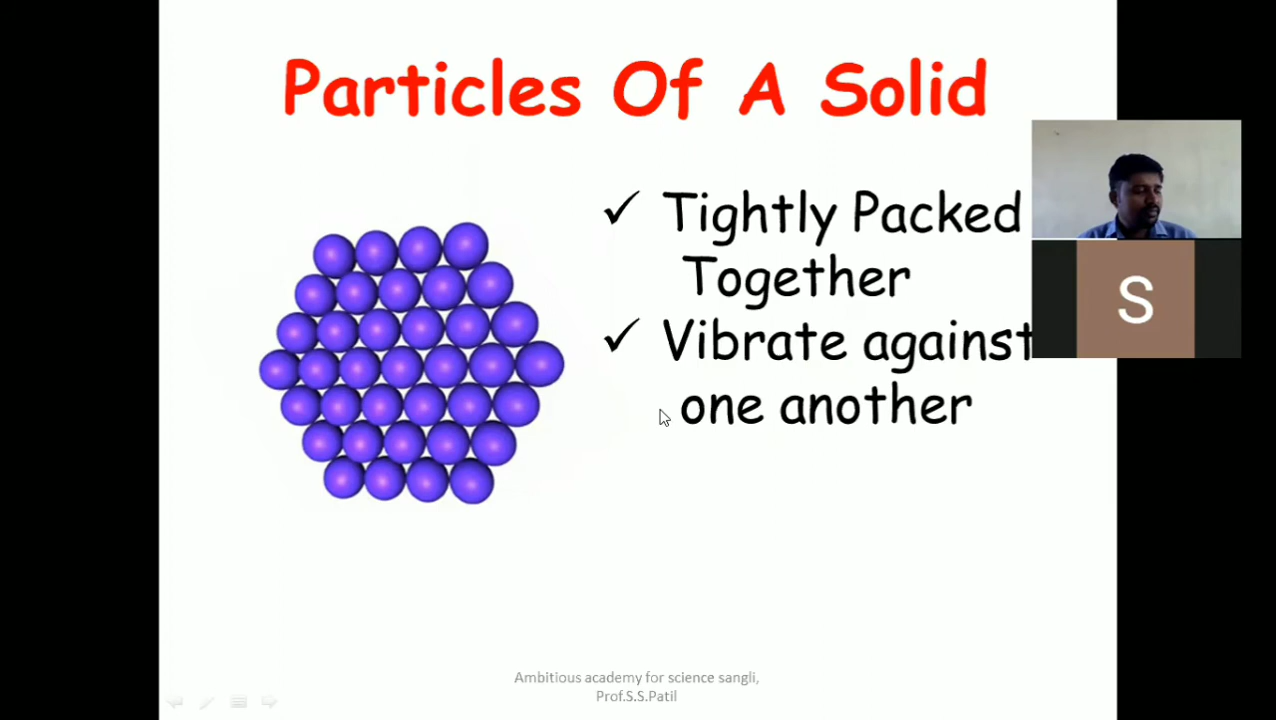 Particles Of A Solid
✓ Tightly Packed
Together
✓ Vibrate against
one another
S
Ambitious academy for science sangli,
Prof.S.S.Patil